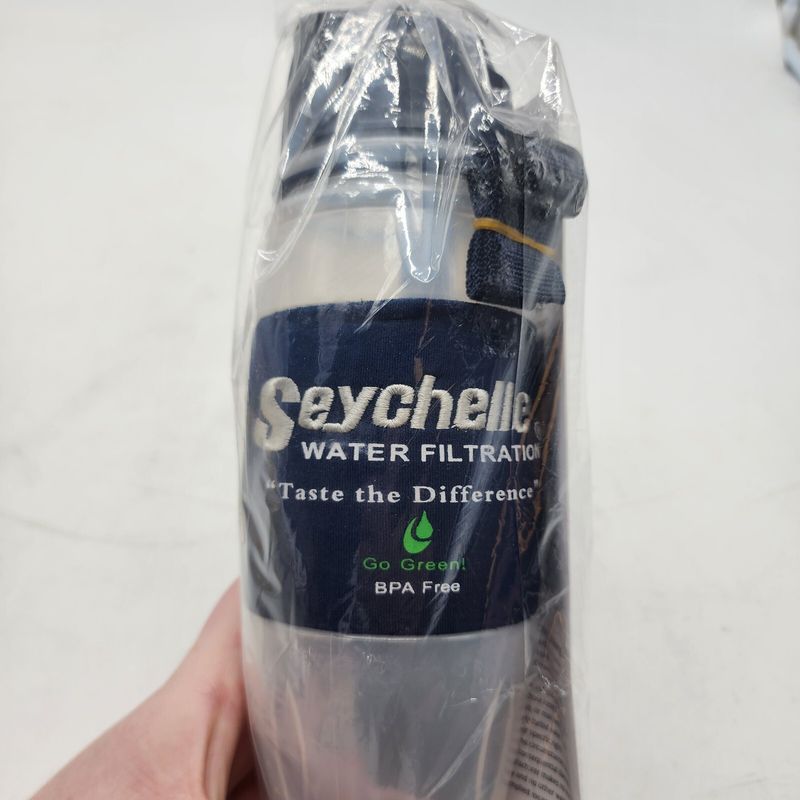 Seychelle
WATER FILTRATION
"Taste the Difference"
Go Green!
BPA Free